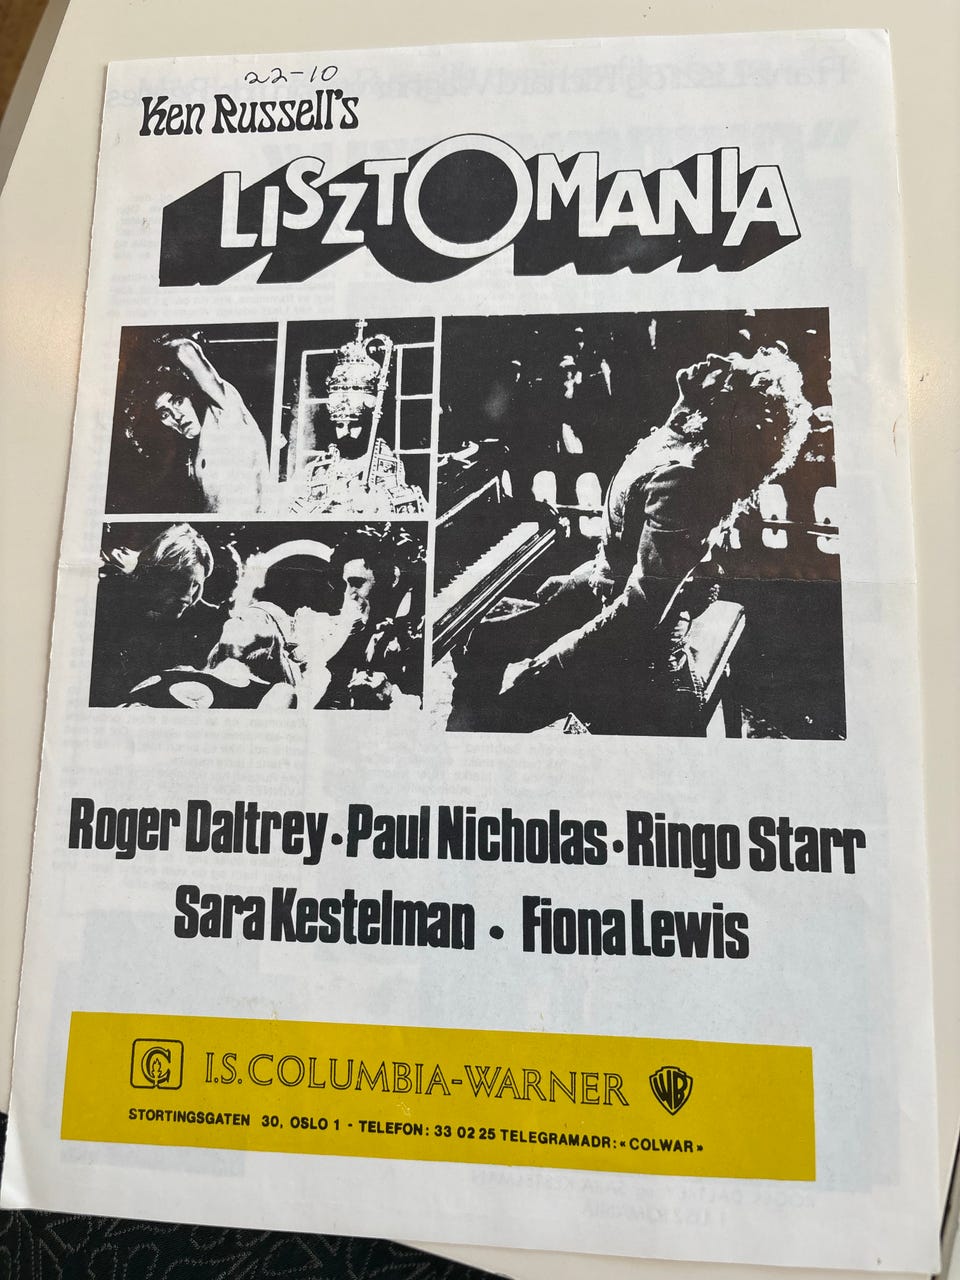 22-10
Ken Russell's
LISZTOMANIA
Roger Daltrey·Paul Nicholas·Ringo Starr
Sara Kestelman · Fiona Lewis
I.S. COLUMBIA-WARNER WB
STORTINGSGATEN 30, OSLO 1 - TELEFON: 33 02 25 TELEGRAMADR: «COLWAR»